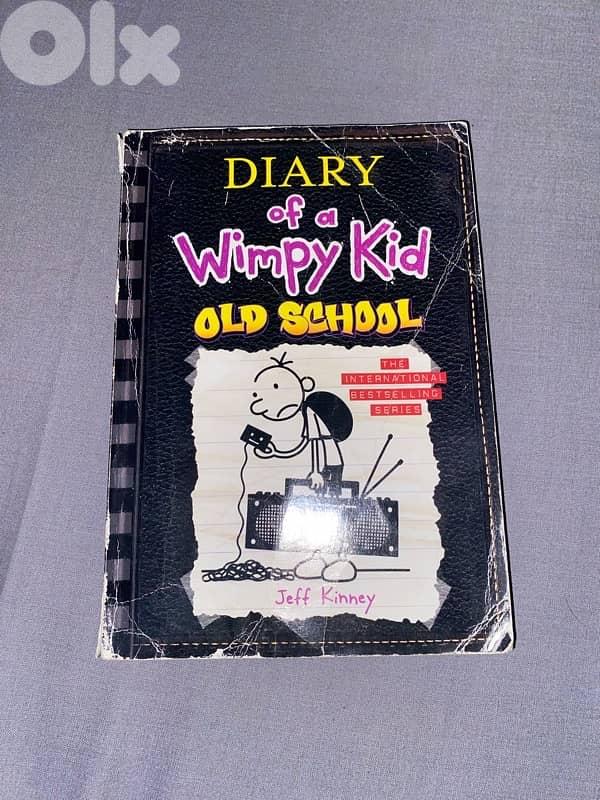 Olx
DIARY
of a
Wimpy Kid
OLD SCHOOL
THE
INTERNATIONAL
BESTSELLING
SERIES
Jeff Kinney